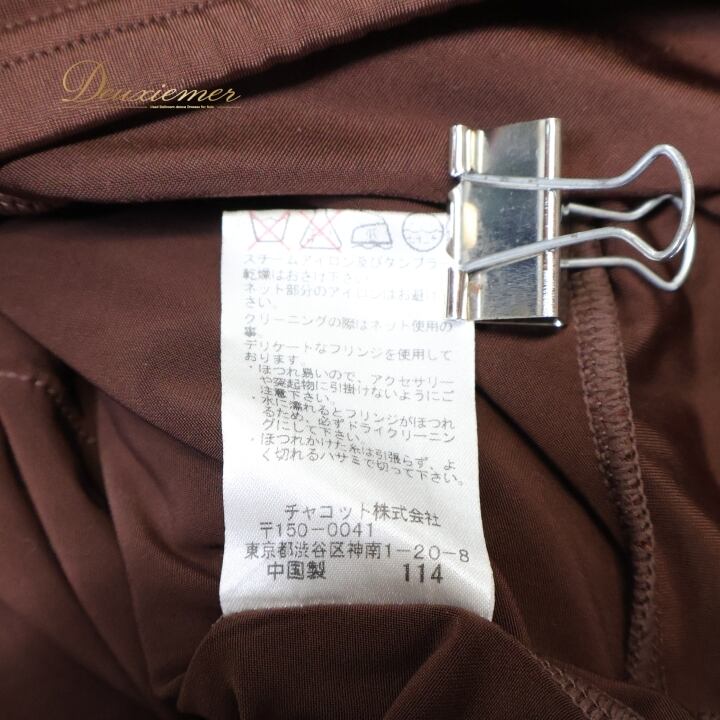 Deuxiemer
Used Ballroom dance Dresses for Sale
スチームアイロン及びタンブラ
乾燥はおさけ下さい。
ネット部分のアイロンはお避け
さい。
クリーニングの際はネット使用の
事。
デリケートなフリンジを使用して
おります。
・ほつれ易いので、アクセサリー
や突起物に引掛けないようにご
注意下さい。
・水に濡れるとフリンジがほつれ
るため、必ずドライクリーニン
グにして下さい。
・ほつれかけた糸は引張らず、よ
く切れるハサミで切って下さい。
チャコット株式会社
〒150-0041
東京都渋谷区神南1-20-8
中国製 114